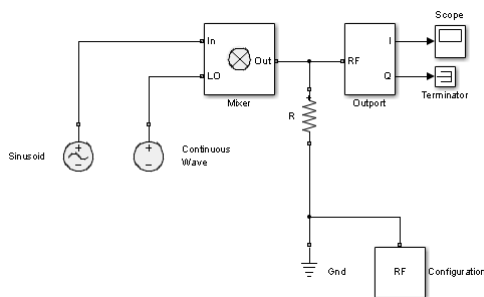 Scope
In
Out
LO
Mixer
RF
I
Q
Outport
Terminator
R
Sinusoid
Continuous
Wave
Gnd
RF
Configuration